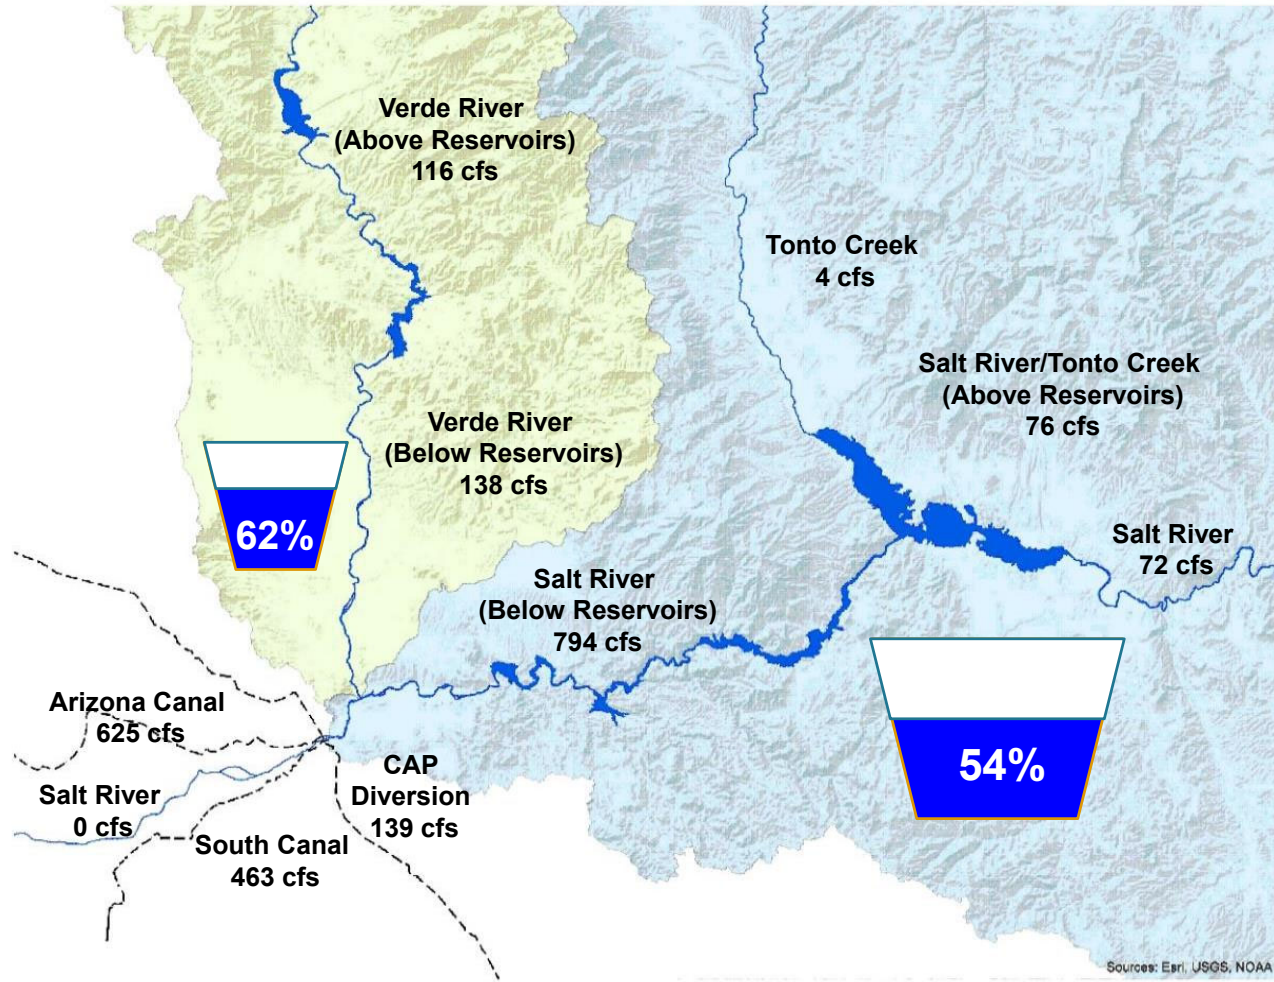 Verde River
(Above Reservoirs)
116 cfs
Tonto Creek
4 cfs
Salt River/Tonto Creek
(Above Reservoirs)
76 cfs
Verde River
(Below Reservoirs)
138 cfs
62%
Salt River
72 cfs
Salt River
(Below Reservoirs)
794 cfs
54%
Arizona Canal
625 cfs
CAP
Diversion
139 cfs
Salt River
0 cfs
South Canal
463 cfs
Sources: Esri, USGS, NOAA